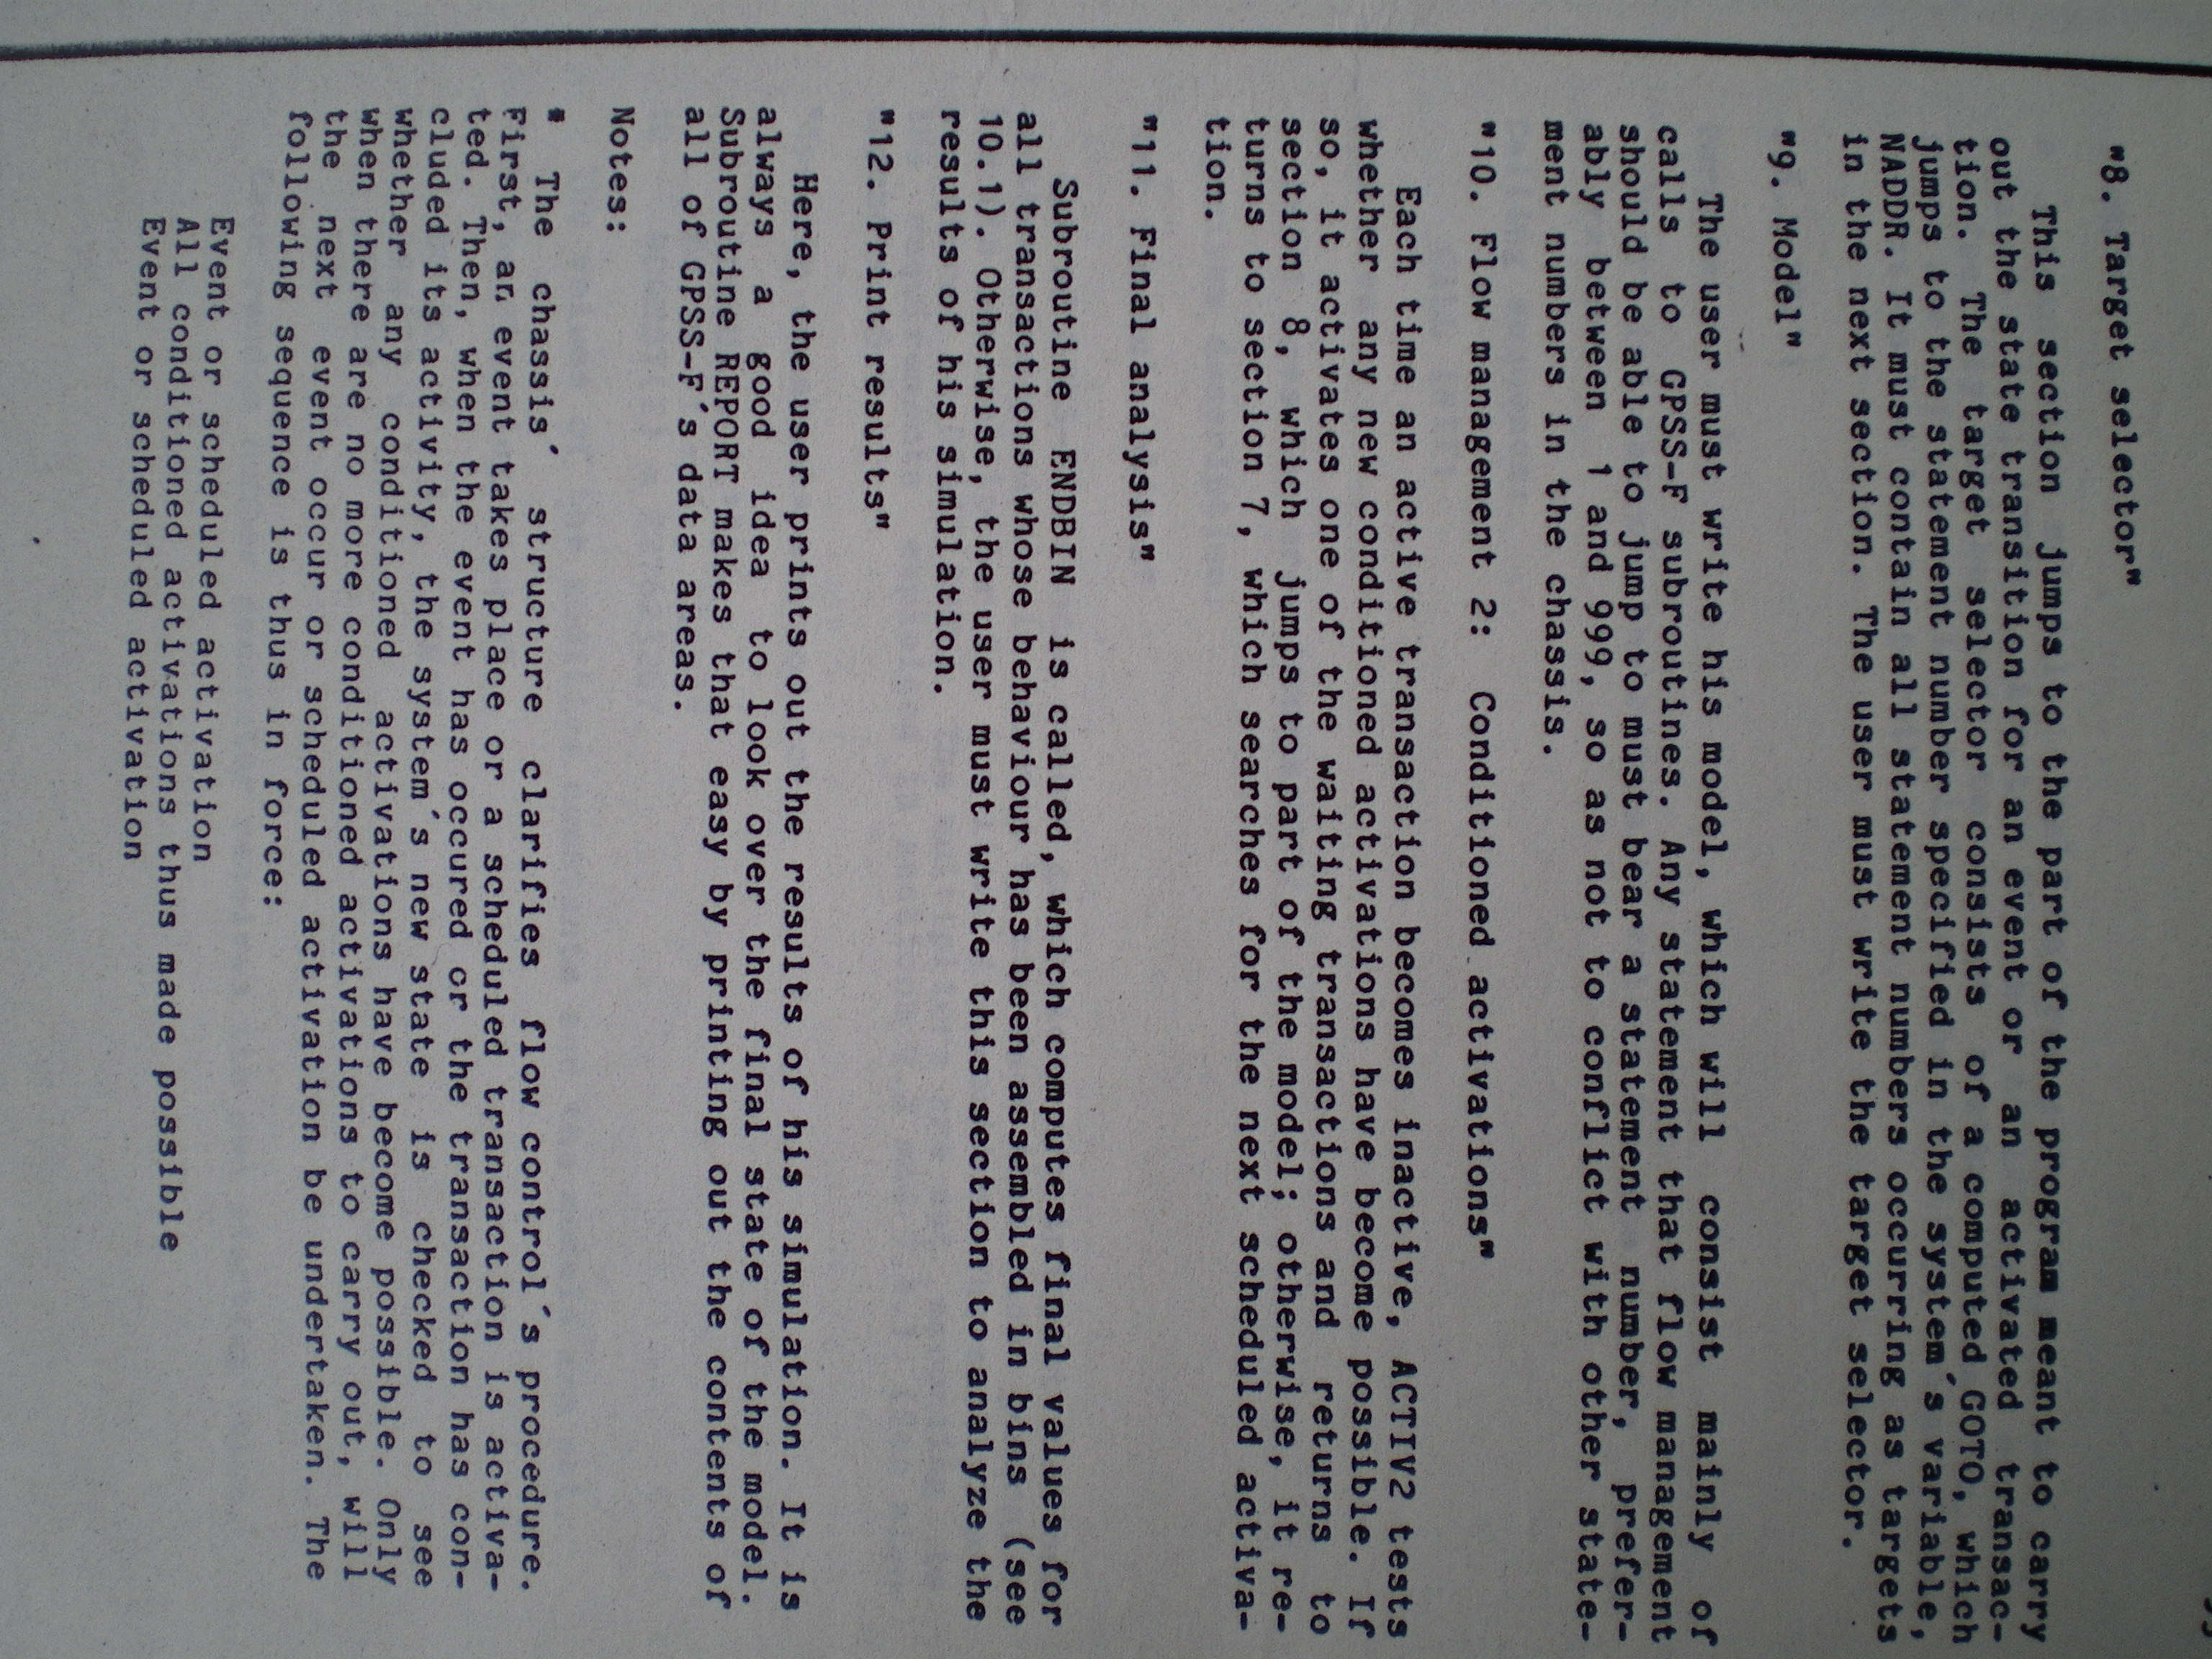 "8. Target selector"
This section jumps to the part of the program meant to carry
out the state transition for an event or an activated transac-
tion. The target selector consists of a computed GOTO, which
jumps to the statement number specified in the system´s variable,
NADDR. It must contain all statement numbers occurring as targets
in the next section. The user must write the target selector.
"9. Model"
The user must write his model, which will consist mainly of
calls to GPSS-F subroutines. Any statement that flow management
should be able to jump to must bear a statement number, prefer-
ably between 1 and 999, so as not to conflict with other state-
ment numbers in the chassis.
"10. Flow management 2: Conditioned activations"
Each time an active transaction becomes inactive, ACTIV2 tests
whether any new conditioned activations have become possible. If
so, it activates one of the waiting transactions and returns to
section 8, which jumps to part of the model; otherwise, it re-
turns to section 7, which searches for the next scheduled activa-
tion.
"11. Final analysis"
Subroutine ENDBIN is called, which computes final values for
all transactions whose behaviour has been assembled in bins (see
10.1). Otherwise, the user must write this section to analyze the
results of his simulation.
"12. Print results"
Here, the user prints out the results of his simulation. It is
always a good idea to look over the final state of the model.
Subroutine REPORT makes that easy by printing out the contents of
all of GPSS-F´s data areas.
Notes:
* The chassis´ structure clarifies flow control´s procedure.
First, an event takes place or a scheduled transaction is activa-
ted. Then, when the event has occured or the transaction has con-
cluded its activity, the system´s new state is checked to see
whether any conditioned activations have become possible. Only
when there are no more conditioned activations to carry out, will
the next event occur or scheduled activation be undertaken. The
following sequence is thus in force:
Event or scheduled activation
All conditioned activations thus made possible
Event or scheduled activation